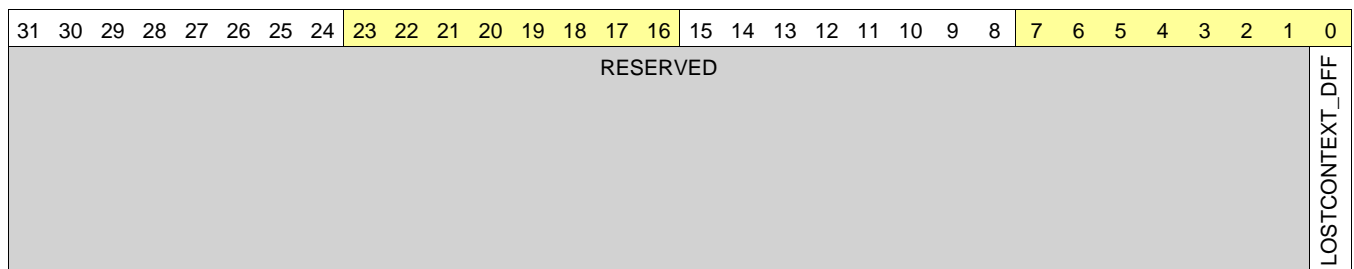 31 30 29 28 27 26 25 24 23 22 21 20 19 18 17 16 15 14 13 12 11 10 9 8 7 6 5 4 3 2 1 0
RESERVED
LOSTCONTEXT_DFF